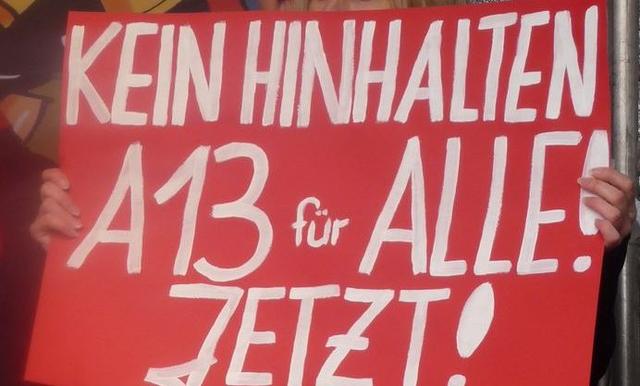 KEIN HINHALTEN
A13 für ALLE!
JETZT!